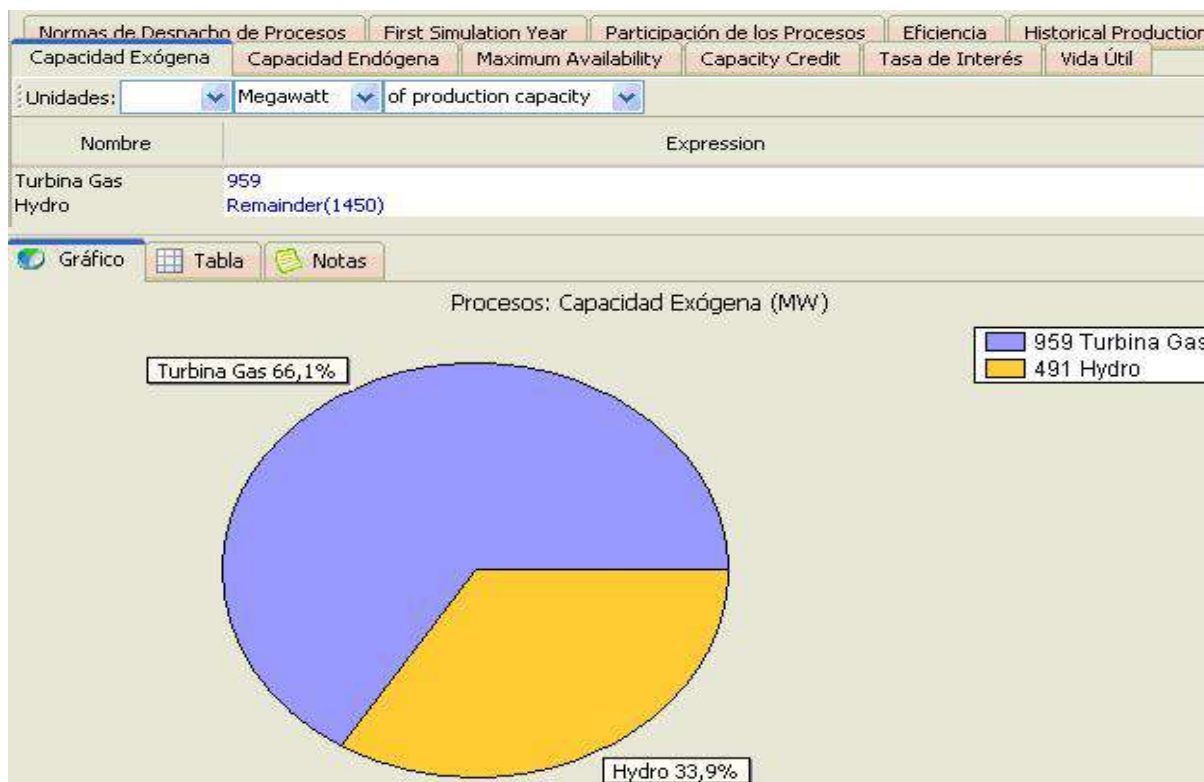 Normas de Despacho de Procesos First Simulation Year Participación de los Procesos Eficiencia Historical Production
Capacidad Exógena Capacidad Endógena Maximum Availability Capacity Credit Tasa de Interés Vida Útil
Unidades: Megawatt of production capacity
Nombre Expression
Turbina Gas 959
Hydro Remainder(1450)
Gráfico Tabla Notas
Procesos: Capacidad Exógena (MW)
959 Turbina Gas
491 Hydro
Turbina Gas 66,1%
Hydro 33,9%